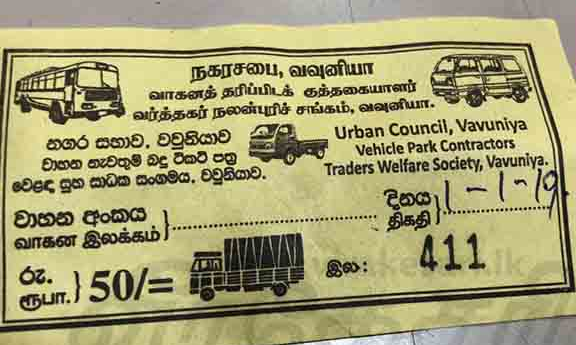 நகரசபை, வவுனியா
வாகனத் தரிப்பிடக் குத்தகையாளர்
வர்த்தகர் நலன்புரிச் சங்கம், வவுனியா.
නගර සභාව, වවුනියාව
වාහන නැවතුම් බදු ටිකට් පත්‍ර
වෙළඳ සුභ සාධක සංගමය, වවුනියාව.
Urban Council, Vavuniya
Vehicle Park Contractors
Traders Welfare Society, Vavuniya.
වාහන අංකය
வாகன இலக்கம்
දිනය
திகதி
1-1-19
රු.
ரூபா.
50/=
இல:
411